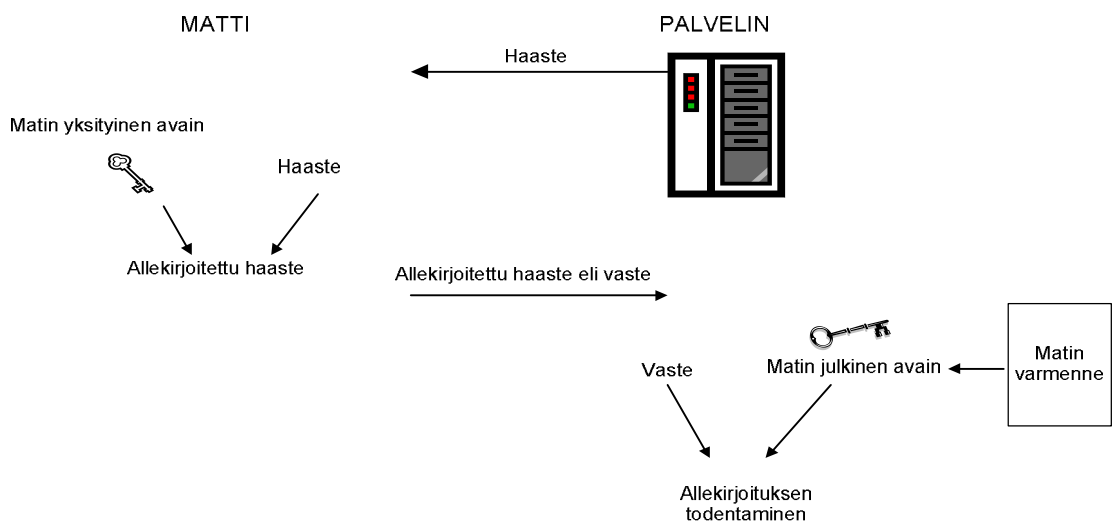 MATTI
PALVELIN
Haaste
Matin yksityinen avain
Haaste
Allekirjoitettu haaste
Allekirjoitettu haaste eli vaste
Vaste
Matin julkinen avain
Matin
varmenne
Allekirjoituksen
todentaminen